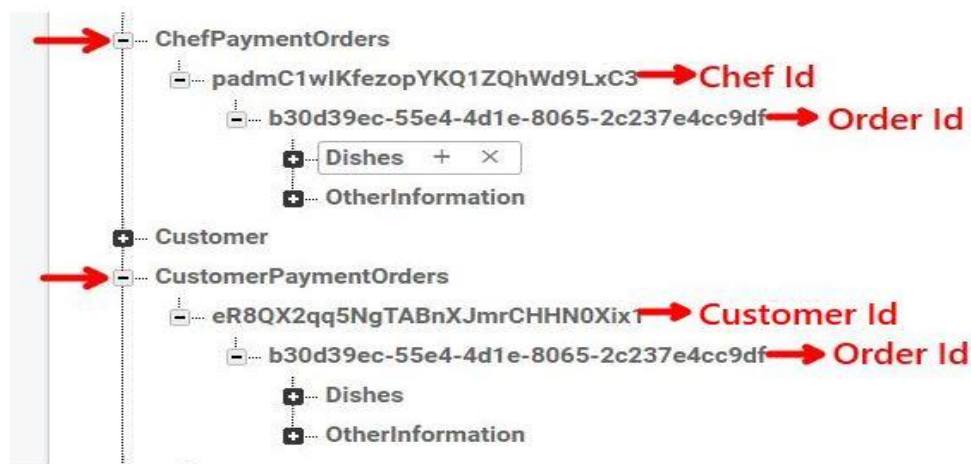 ChefPaymentOrders
padmC1wIKfezopYKQ1ZQhWd9LxC3 Chef Id
b30d39ec-55e4-4d1e-8065-2c237e4cc9df Order Id
Dishes + ×
OtherInformation
Customer
CustomerPaymentOrders
eR8QX2qq5NgTABnXJmrCHHN0Xix1 Customer Id
b30d39ec-55e4-4d1e-8065-2c237e4cc9df Order Id
Dishes
OtherInformation